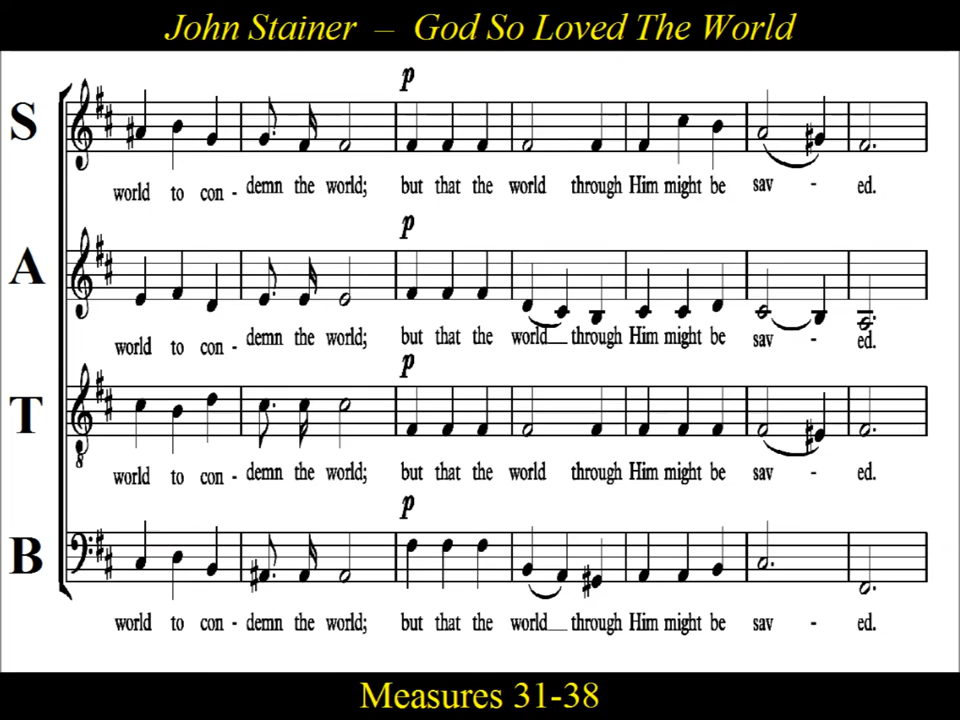 John Stainer – God So Loved The World
p
S
world to con - demn the world; but that the world through Him might be sav - ed.
p
A
world to con - demn the world; but that the world through Him might be sav - ed.
p
T
8
world to con - demn the world; but that the world through Him might be sav - ed.
p
B
world to con - demn the world; but that the world through Him might be sav - ed.
Measures 31-38